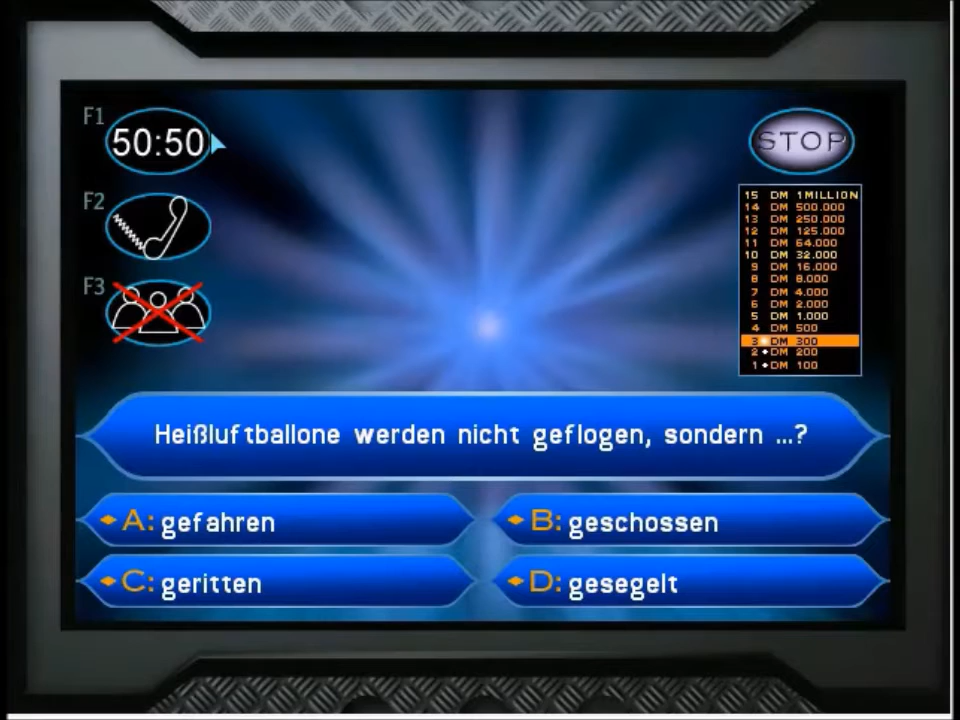 F1
50:50
STOP
F2
F3
15 DM 1MILLION
14 DM 500.000
13 DM 250.000
12 DM 125.000
11 DM 64.000
10 DM 32.000
9 DM 16.000
8 DM 8.000
7 DM 4.000
6 DM 2.000
5 DM 1.000
4 DM 500
3 DM 300
2 ◆ DM 200
1 ◆ DM 100
Heißluftballone werden nicht geflogen, sondern ...?
A: gefahren
B: geschossen
C: geritten
D: gesegelt